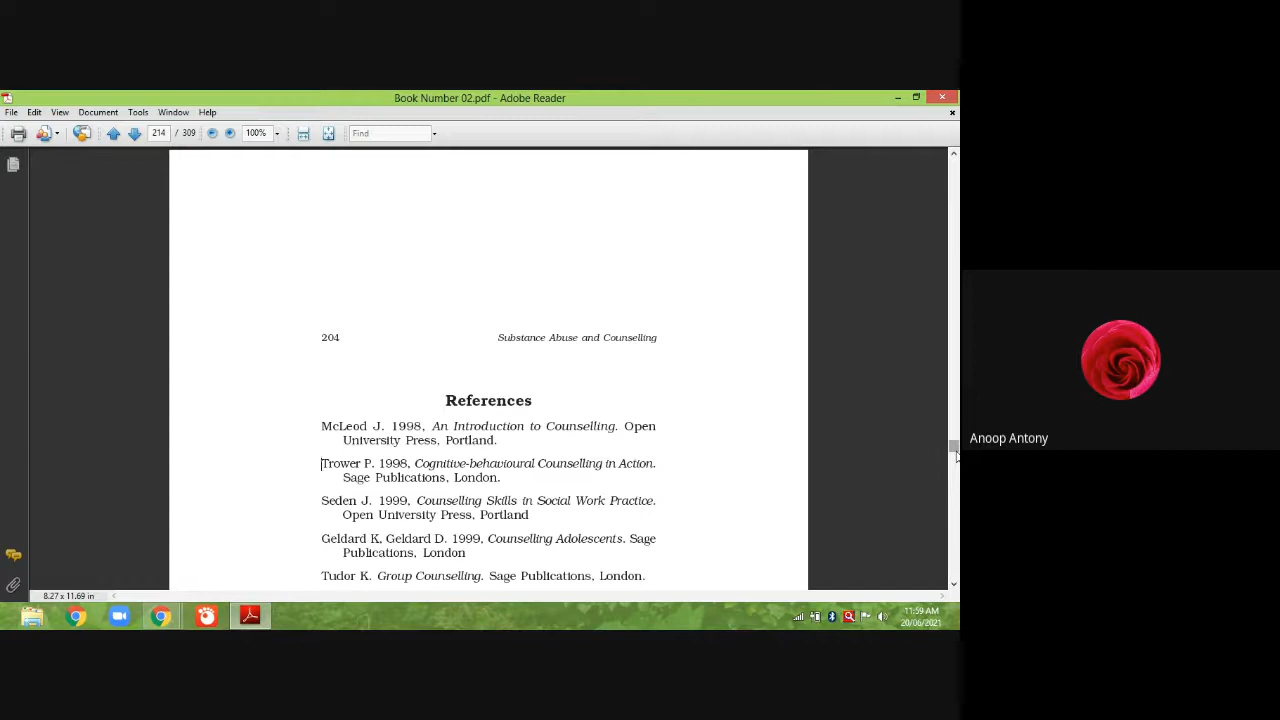 Book Number 02.pdf - Adobe Reader
File Edit View Document Tools Window Help
214 / 309 100% Find
204 Substance Abuse and Counselling
References
McLeod J. 1998, An Introduction to Counselling. Open
University Press, Portland.
Trower P. 1998, Cognitive-behavioural Counselling in Action.
Sage Publications, London.
Seden J. 1999, Counselling Skills in Social Work Practice.
Open University Press, Portland
Geldard K, Geldard D. 1999, Counselling Adolescents. Sage
Publications, London
Tudor K. Group Counselling. Sage Publications, London.
Anoop Antony
8.27 x 11.69 in
11:59 AM
20/06/2021